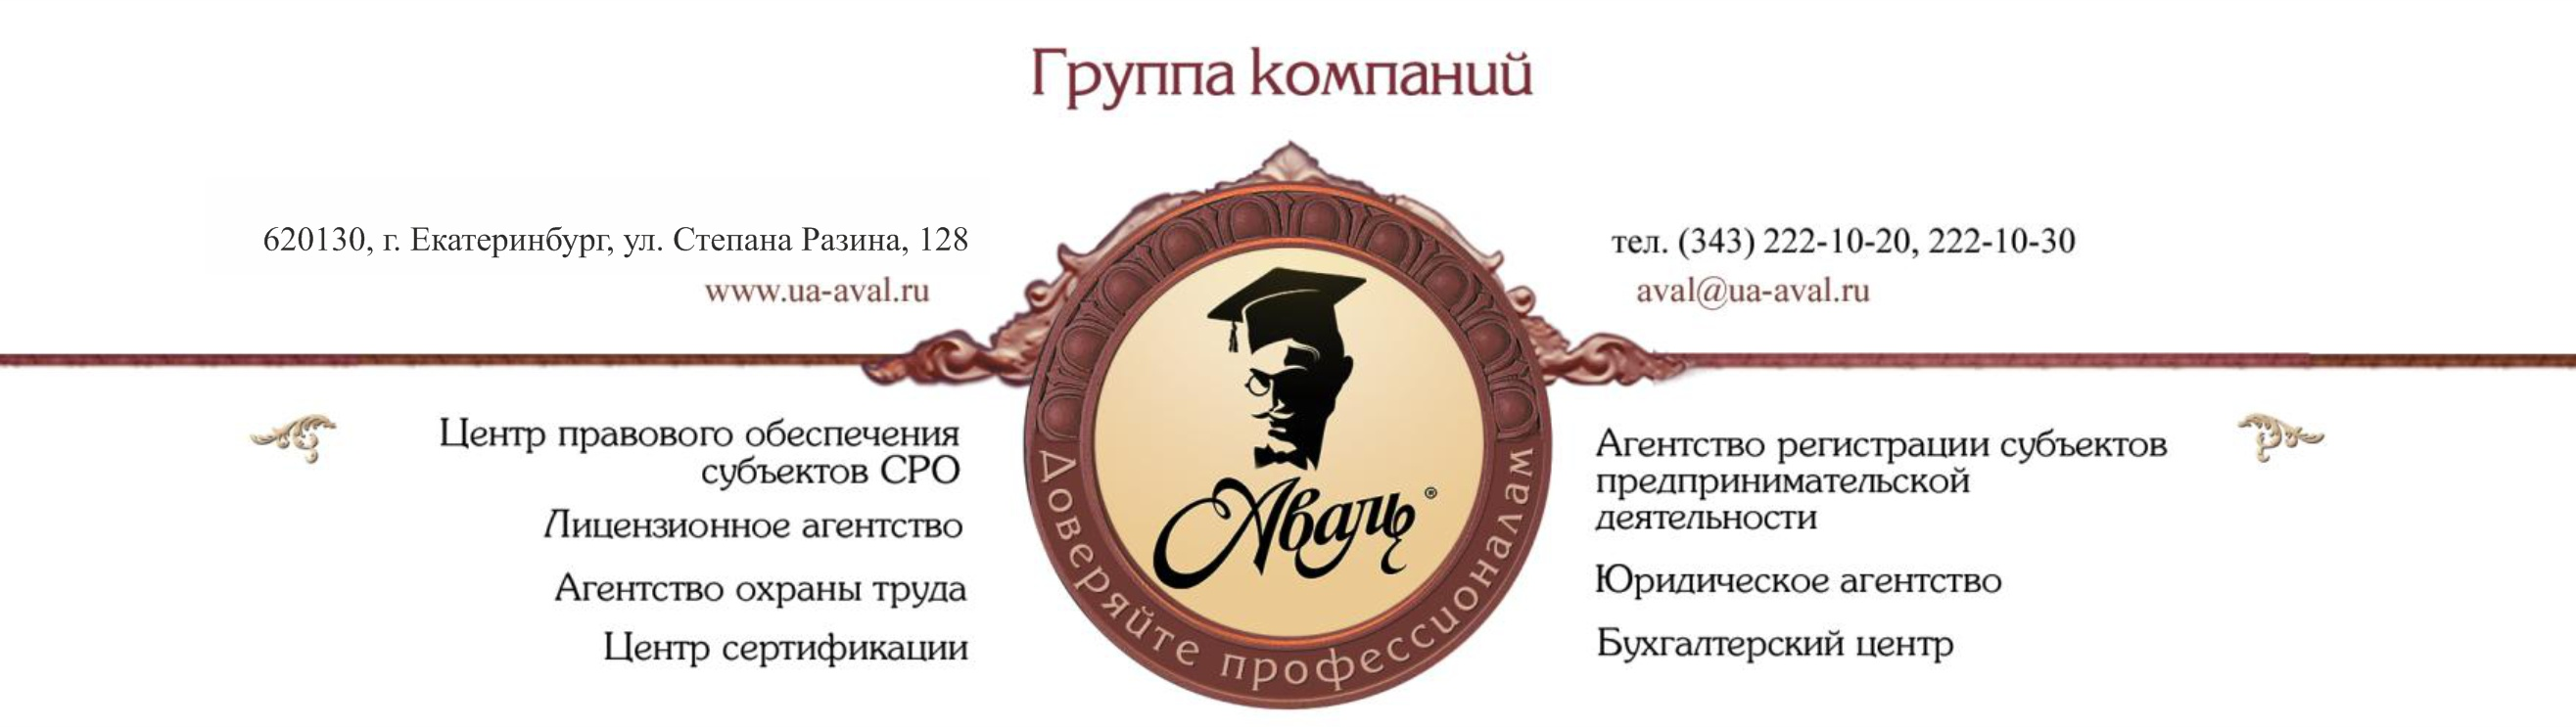 Группа компаний
620130, г. Екатеринбург, ул. Степана Разина, 128
www.ua-aval.ru
тел. (343) 222-10-20, 222-10-30
aval@ua-aval.ru
Центр правового обеспечения
субъектов СРО
Лицензионное агентство
Агентство охраны труда
Центр сертификации
Аваль®
Доверяйте профессионалам
Агентство регистрации субъектов
предпринимательской
деятельности
Юридическое агентство
Бухгалтерский центр